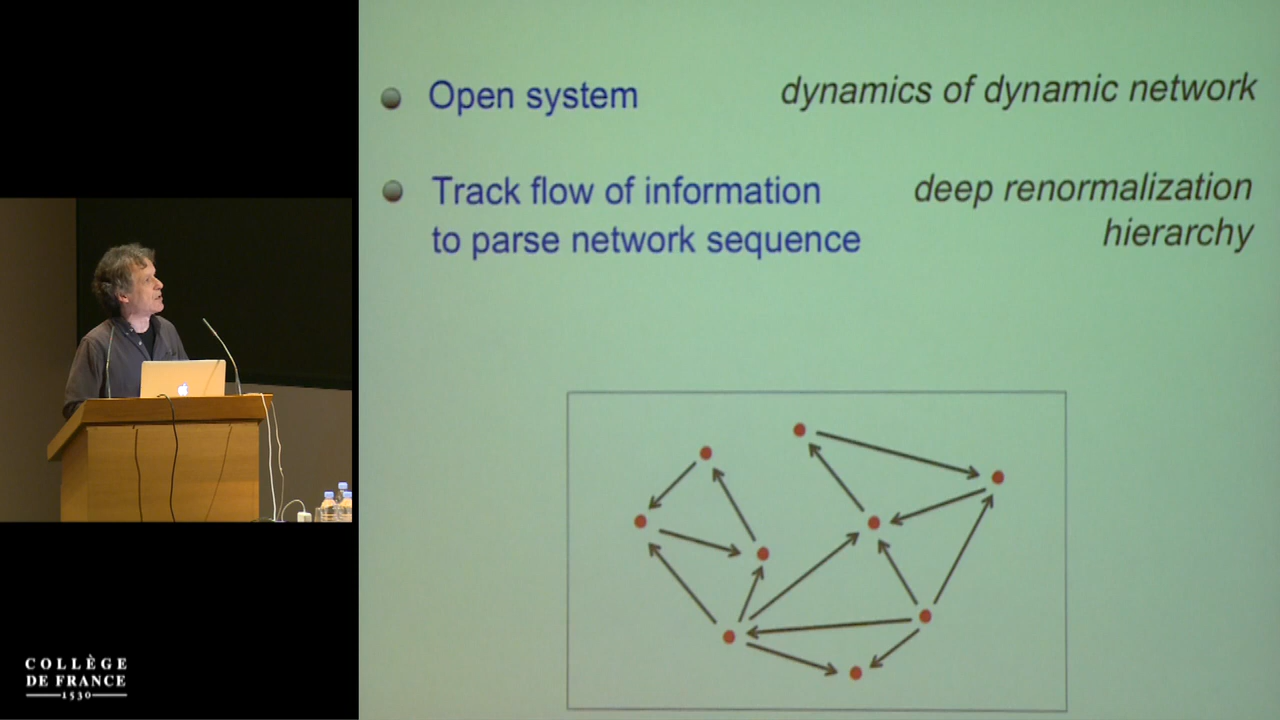 Open system
dynamics of dynamic network
Track flow of information
to parse network sequence
deep renormalization
hierarchy
COLLÈGE
DE FRANCE
1530